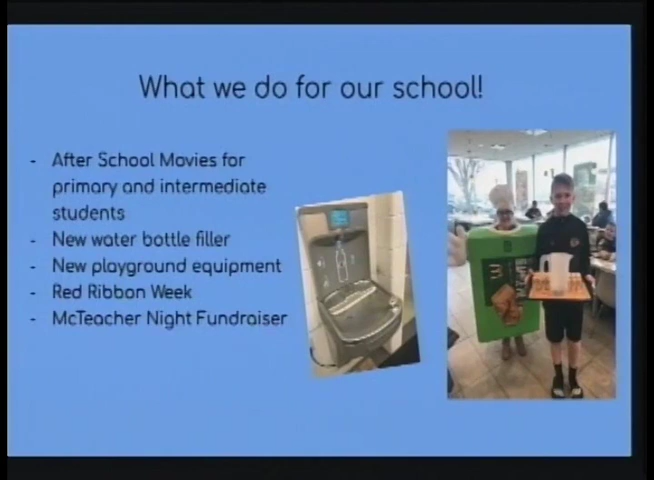 What we do for our school!
- After School Movies for
primary and intermediate
students
- New water bottle filler
- New playground equipment
- Red Ribbon Week
- McTeacher Night Fundraiser